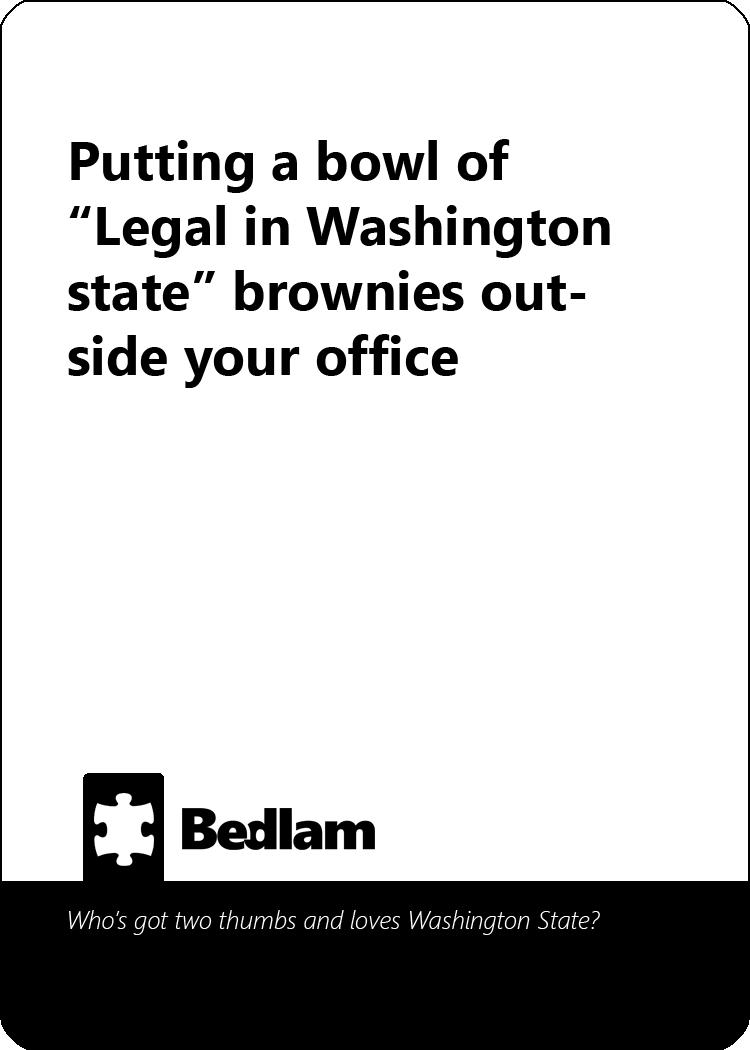 Putting a bowl of
“Legal in Washington
state” brownies out-
side your office
Bedlam
Who’s got two thumbs and loves Washington State?